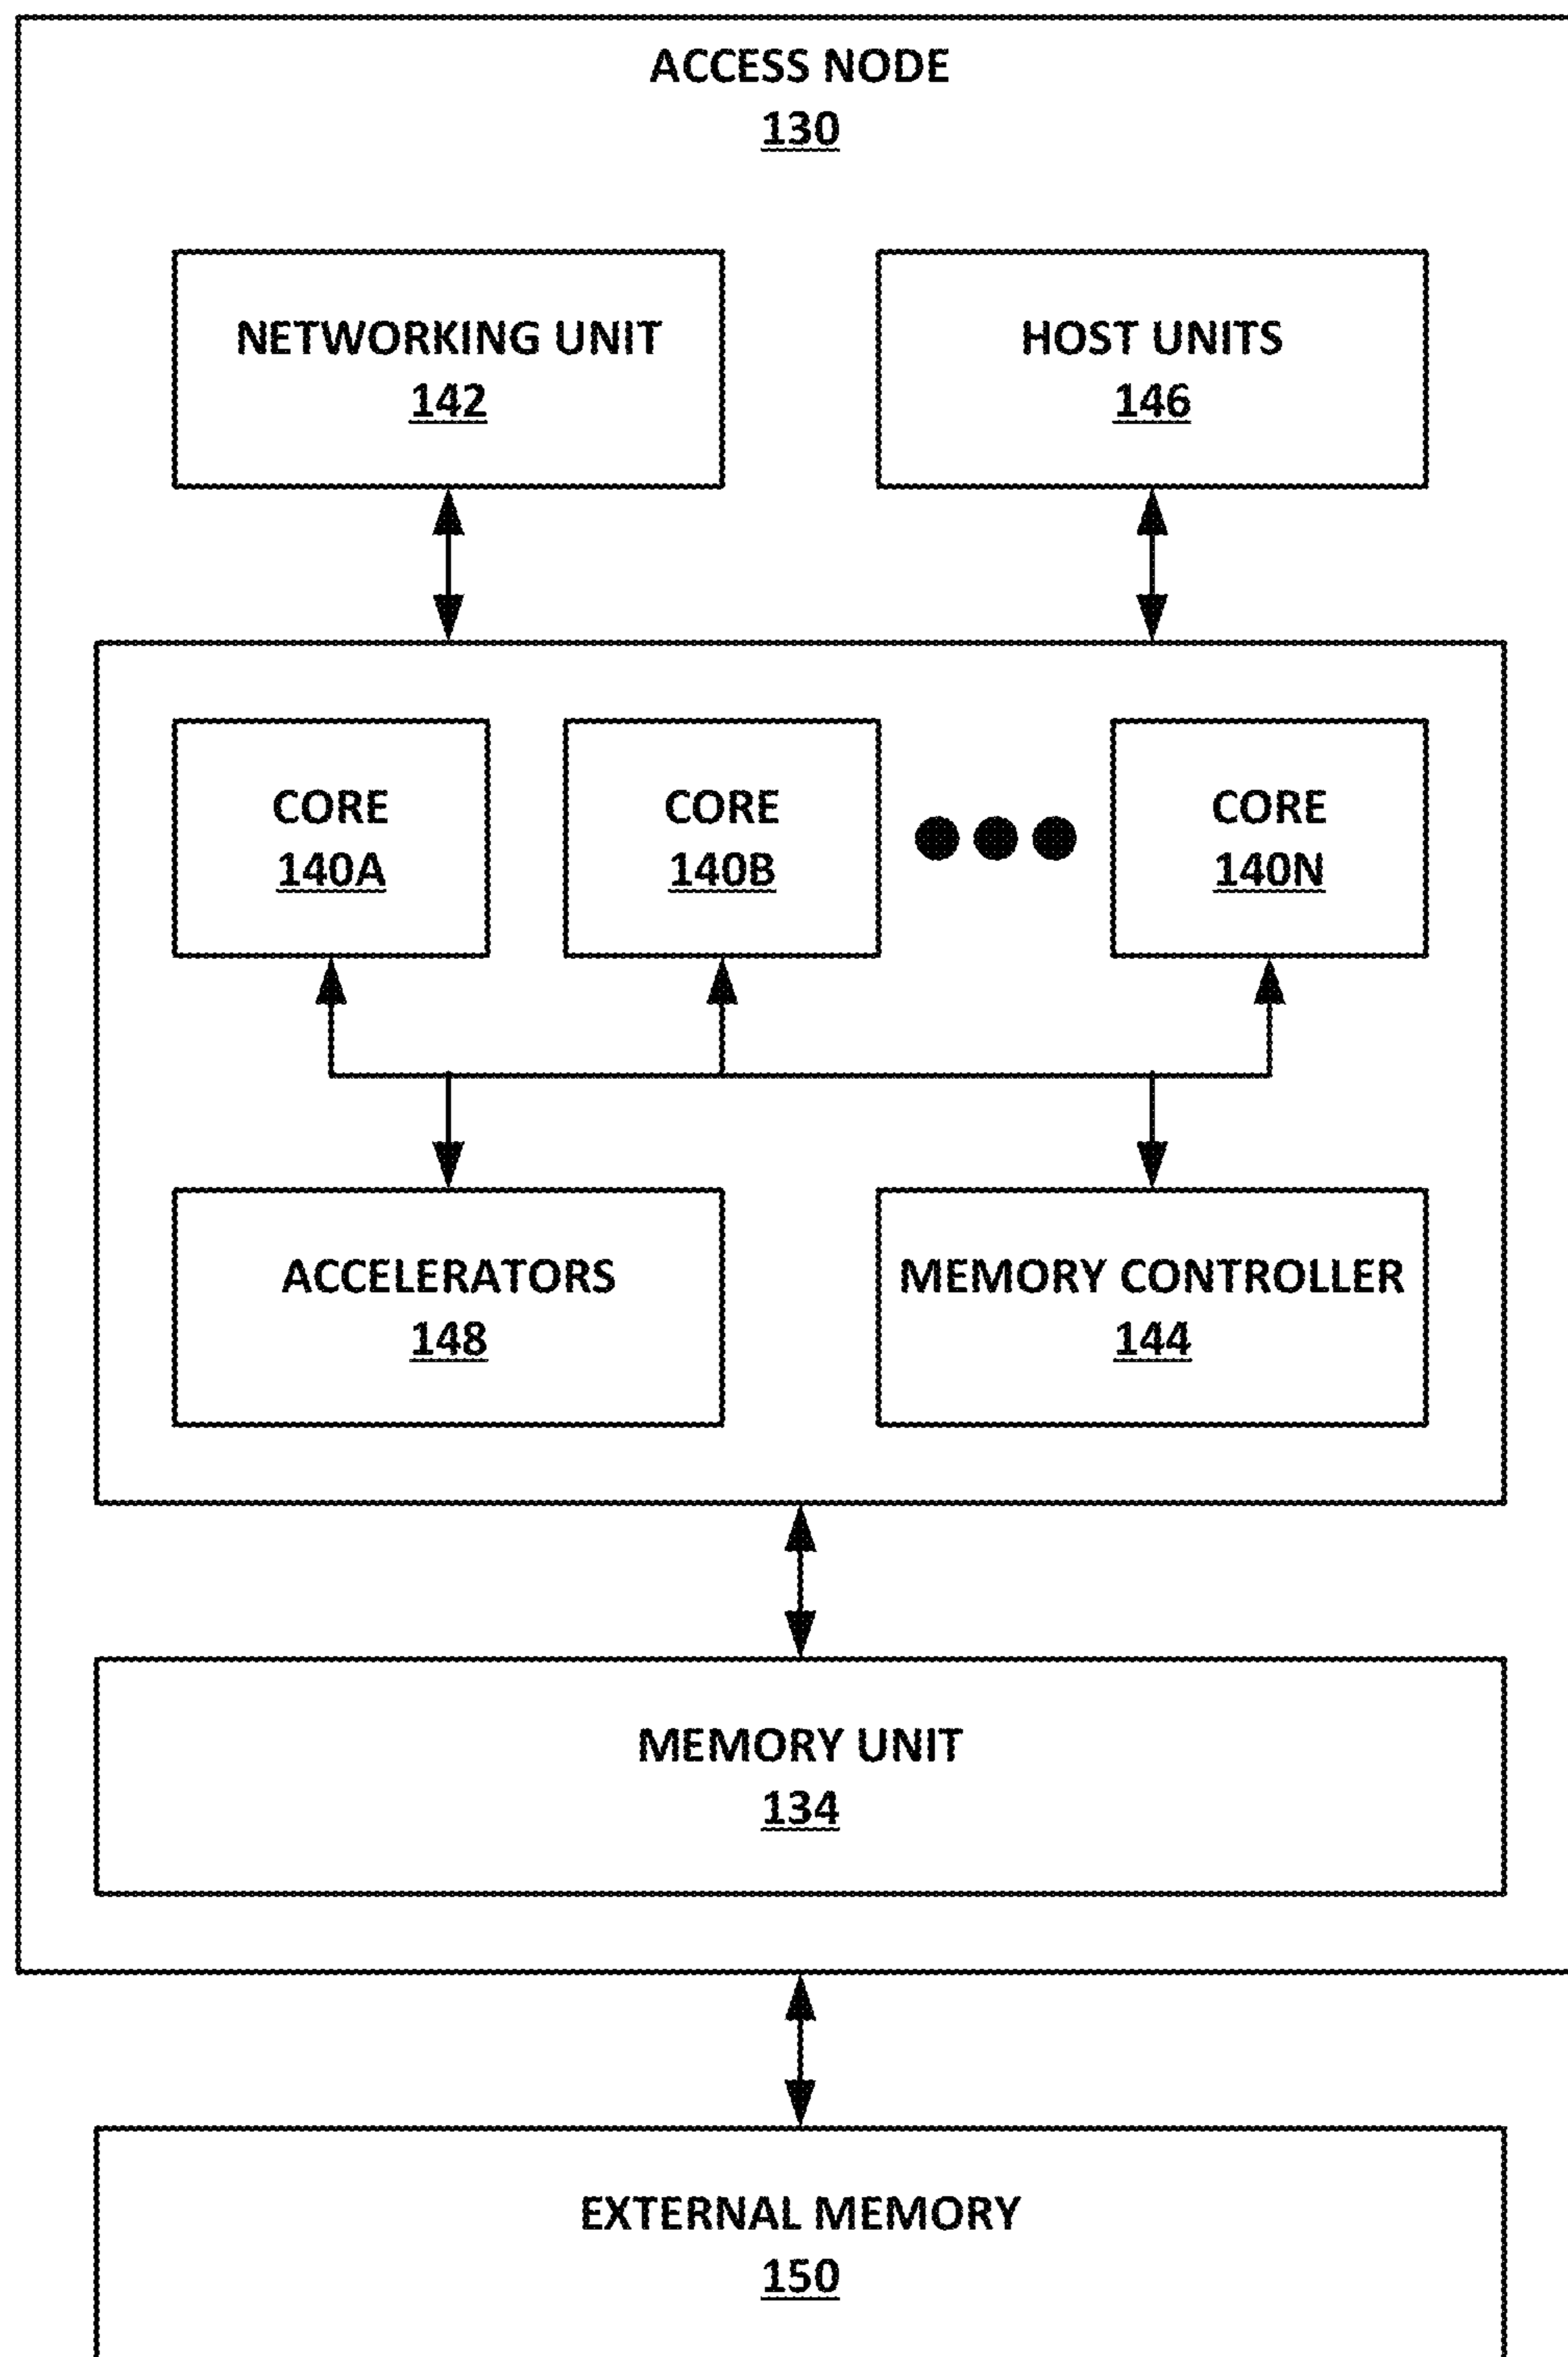 ACCESS NODE
130
NETWORKING UNIT
142
HOST UNITS
146
CORE
140A
CORE
140B
CORE
140N
ACCELERATORS
148
MEMORY CONTROLLER
144
MEMORY UNIT
134
EXTERNAL MEMORY
150